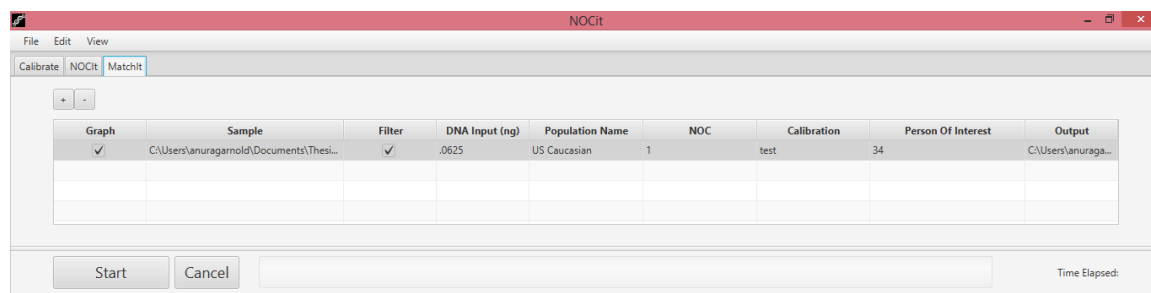 NOCit
File Edit View
Calibrate NOCIt MatchIt
+ -
Graph Sample Filter DNA Input (ng) Population Name NOC Calibration Person Of Interest Output
C:\Users\anuragarnold\Documents\Thesi... .0625 US Caucasian 1 test 34 C:\Users\anuraga...
Start Cancel Time Elapsed: